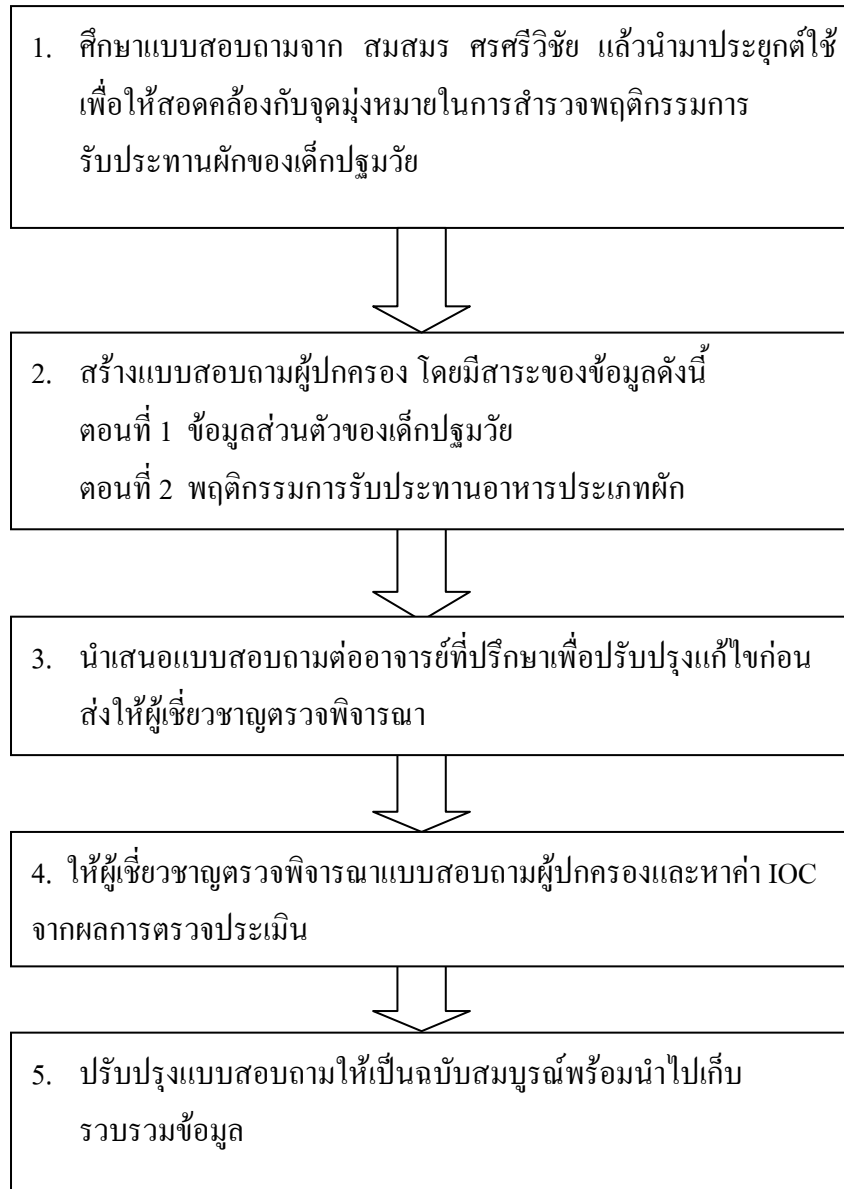 1. ศึกษาแบบสอบถามจาก สมสมร ศรศรีวิชัย แล้วนำมาประยุกต์ใช้
เพื่อให้สอดคล้องกับจุดมุ่งหมายในการสำรวจพฤติกรรมการ
รับประทานผักของเด็กปฐมวัย
2. สร้างแบบสอบถามผู้ปกครอง โดยมีสาระของข้อมูลดังนี้
ตอนที่ 1 ข้อมูลส่วนตัวของเด็กปฐมวัย
ตอนที่ 2 พฤติกรรมการรับประทานอาหารประเภทผัก
3. นำเสนอแบบสอบถามต่ออาจารย์ที่ปรึกษาเพื่อปรับปรุงแก้ไขก่อน
ส่งให้ผู้เชี่ยวชาญตรวจพิจารณา
4. ให้ผู้เชี่ยวชาญตรวจพิจารณาแบบสอบถามผู้ปกครองและหาค่า IOC
จากผลการตรวจประเมิน
5. ปรับปรุงแบบสอบถามให้เป็นฉบับสมบูรณ์พร้อมนำไปเก็บ
รวบรวมข้อมูล